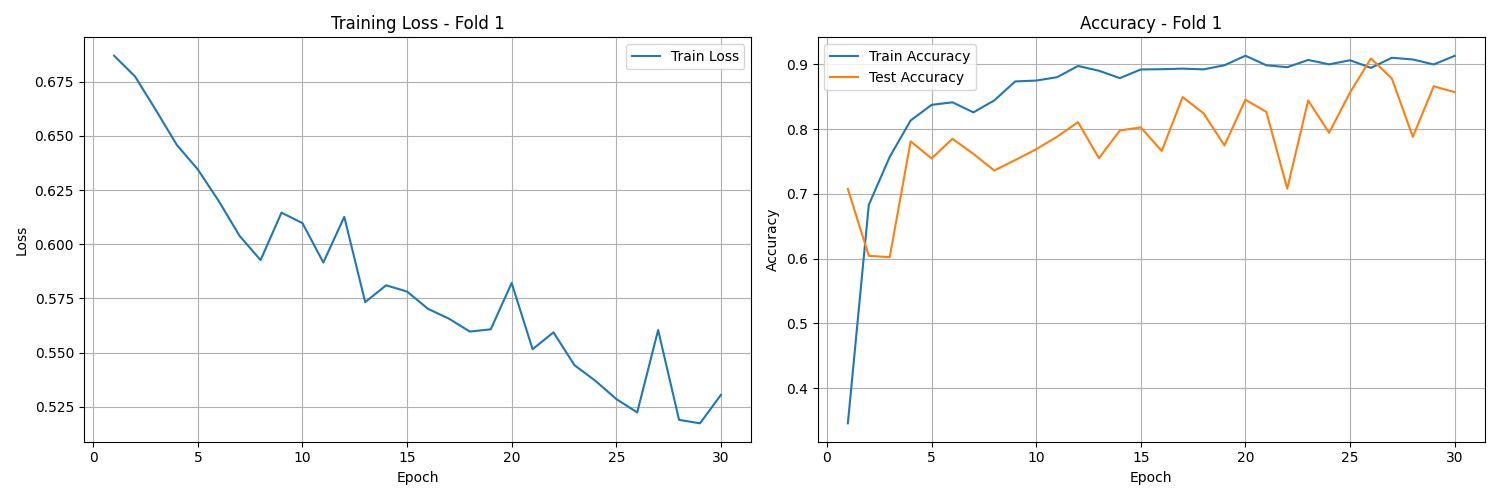 Training Loss - Fold 1
Train Loss
0.675
0.650
0.625
0.600
0.575
0.550
0.525
Loss
0 5 10 15 20 25 30
Epoch
Accuracy - Fold 1
Train Accuracy
Test Accuracy
0.9
0.8
0.7
0.6
0.5
0.4
Accuracy
0 5 10 15 20 25 30
Epoch